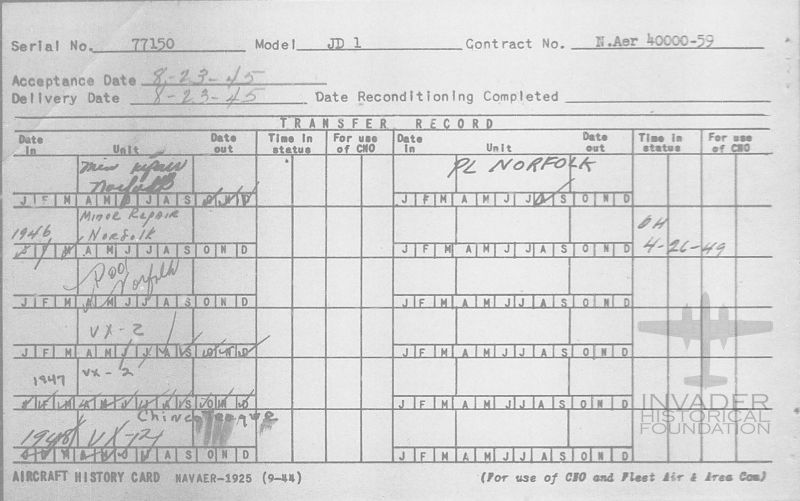 Serial No. 77150 Model JD 1 Contract No. N.Aer 40000-59
Acceptance Date 8-23-45
Delivery Date 8-23-45 Date Reconditioning Completed
TRANSFER RECORD
Date in Unit Date out Time in status For use of CNO Date in Unit Date out Time in status For use of CNO
Norfolk PL NORFOLK
J F M A M J J A S O N D J F M A M J J A S O N D
Minor Repair OH
1946 Norfolk 4-26-49
J F M A M J J A S O N D J F M A M J J A S O N D
Pool
Norfolk
J F M A M J J A S O N D J F M A M J J A S O N D
VX-2
J F M A M J J A S O N D J F M A M J J A S O N D
1947 VX-2
J F M A M J J A S O N D J F M A M J J A S O N D
Chincoteague
1948 VX-2
J F M A M J J A S O N D J F M A M J J A S O N D
INVADER
HISTORICAL
FOUNDATION
AIRCRAFT HISTORY CARD NAVAER-1925 (9-44) (For use of CNO and Fleet Air & Area Com)